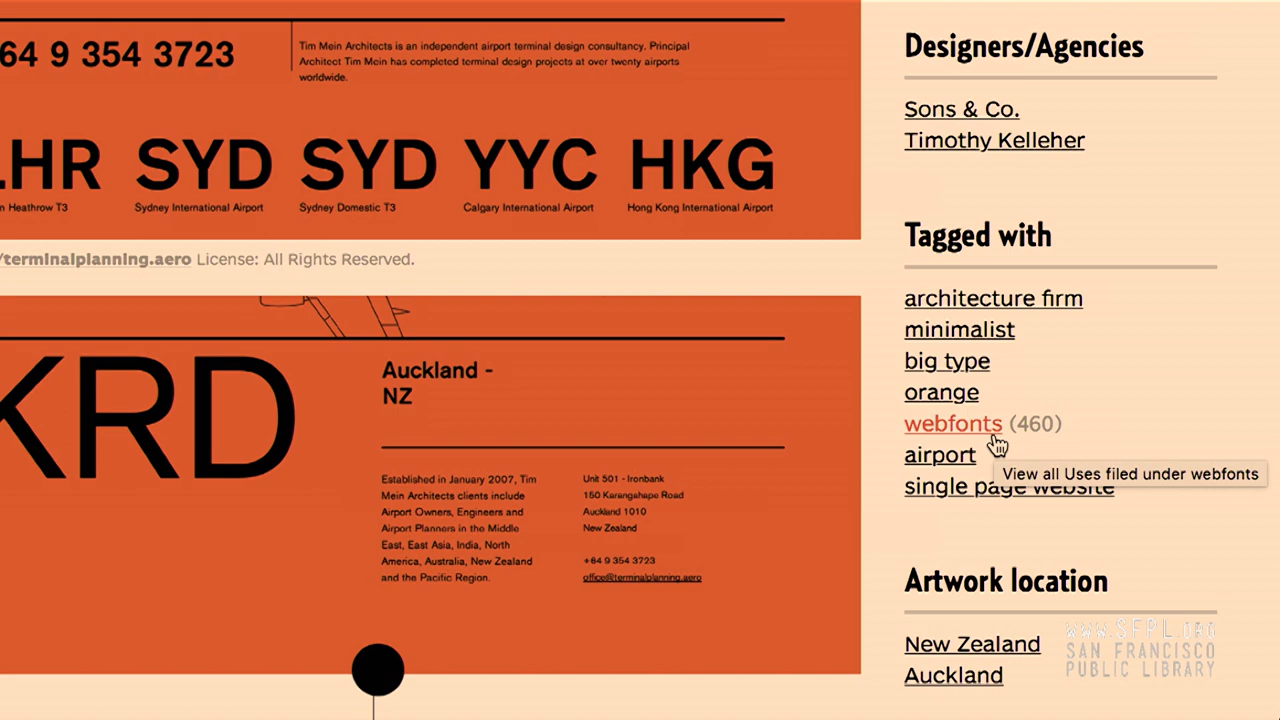 64 9 354 3723
Tim Mein Architects is an independent airport terminal design consultancy. Principal
Architect Tim Mein has completed terminal design projects at over twenty airports
worldwide.
LHR SYD SYD YYC HKG
Heathrow T3 Sydney International Airport Sydney Domestic T3 Calgary International Airport Hong Kong International Airport
/terminalplanning.aero License: All Rights Reserved.
KRD
Auckland -
NZ
Established in January 2007, Tim
Mein Architects clients include
Airport Owners, Engineers and
Airport Planners in the Middle
East, East Asia, India, North
America, Australia, New Zealand
and the Pacific Region.
Unit 501 - Ironbank
150 Karangahape Road
Auckland 1010
New Zealand
+64 9 354 3723
office@terminalplanning.aero
Designers/Agencies
Sons & Co.
Timothy Kelleher
Tagged with
architecture firm
minimalist
big type
orange
webfonts (460)
airport
View all Uses filed under webfonts
single page website
Artwork location
New Zealand
Auckland
WWW.SFPL.ORG
SAN FRANCISCO
PUBLIC LIBRARY